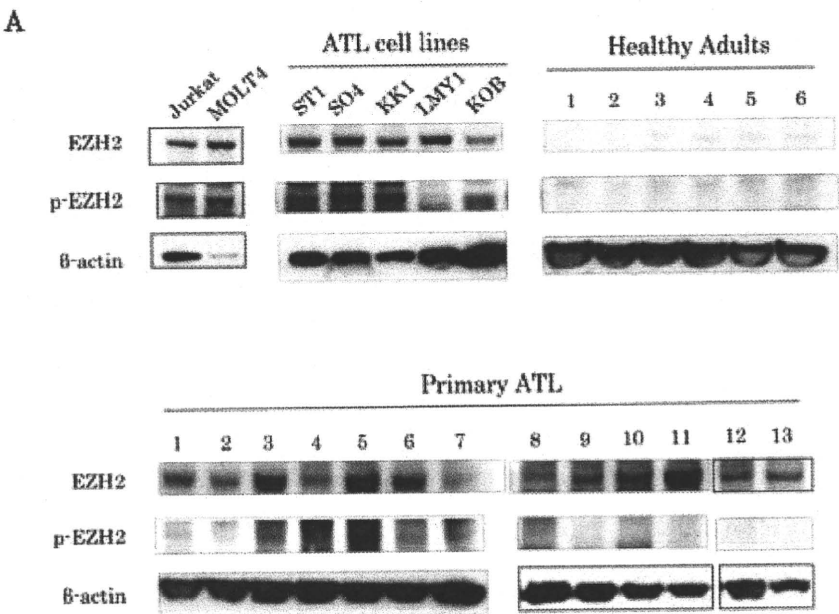 A
ATL cell lines
Healthy Adults
Jurkat MOLT4 ST1 SO4 KK1 LMY1 KOB 1 2 3 4 5 6
EZH2
p-EZH2
β-actin
Primary ATL
1 2 3 4 5 6 7 8 9 10 11 12 13
EZH2
p-EZH2
β-actin